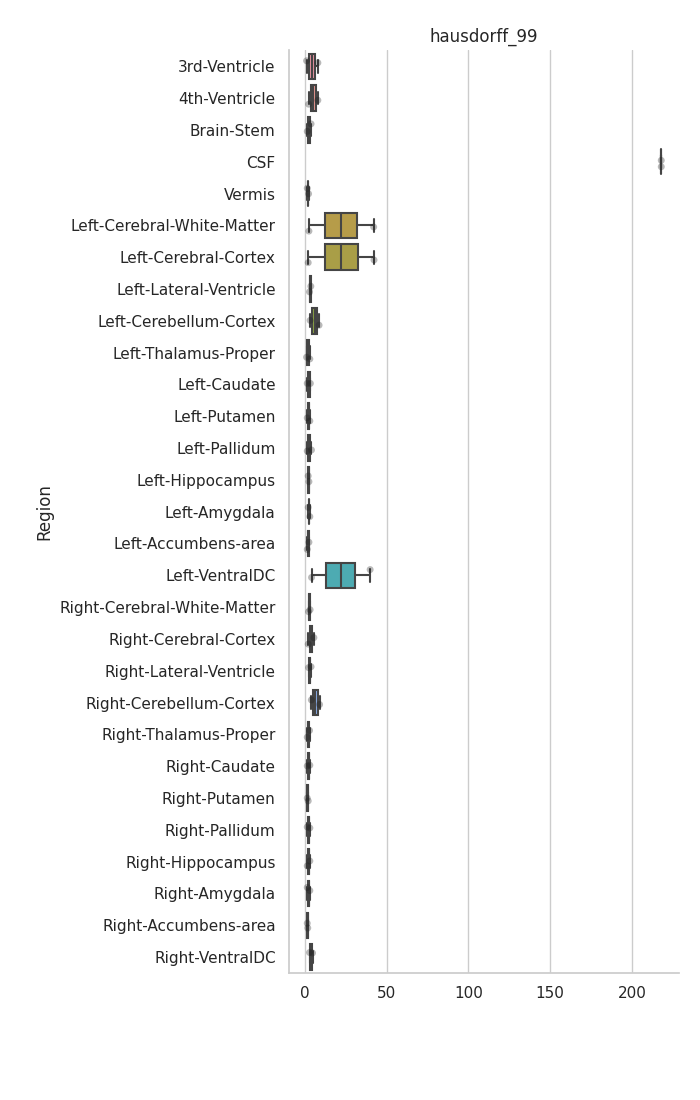 hausdorff_99
3rd-Ventricle
4th-Ventricle
Brain-Stem
CSF
Vermis
Left-Cerebral-White-Matter
Left-Cerebral-Cortex
Left-Lateral-Ventricle
Left-Cerebellum-Cortex
Left-Thalamus-Proper
Left-Caudate
Left-Putamen
Left-Pallidum
Left-Hippocampus
Left-Amygdala
Left-Accumbens-area
Left-VentralDC
Right-Cerebral-White-Matter
Right-Cerebral-Cortex
Right-Lateral-Ventricle
Right-Cerebellum-Cortex
Right-Thalamus-Proper
Right-Caudate
Right-Putamen
Right-Pallidum
Right-Hippocampus
Right-Amygdala
Right-Accumbens-area
Right-VentralDC
Region
0 50 100 150 200